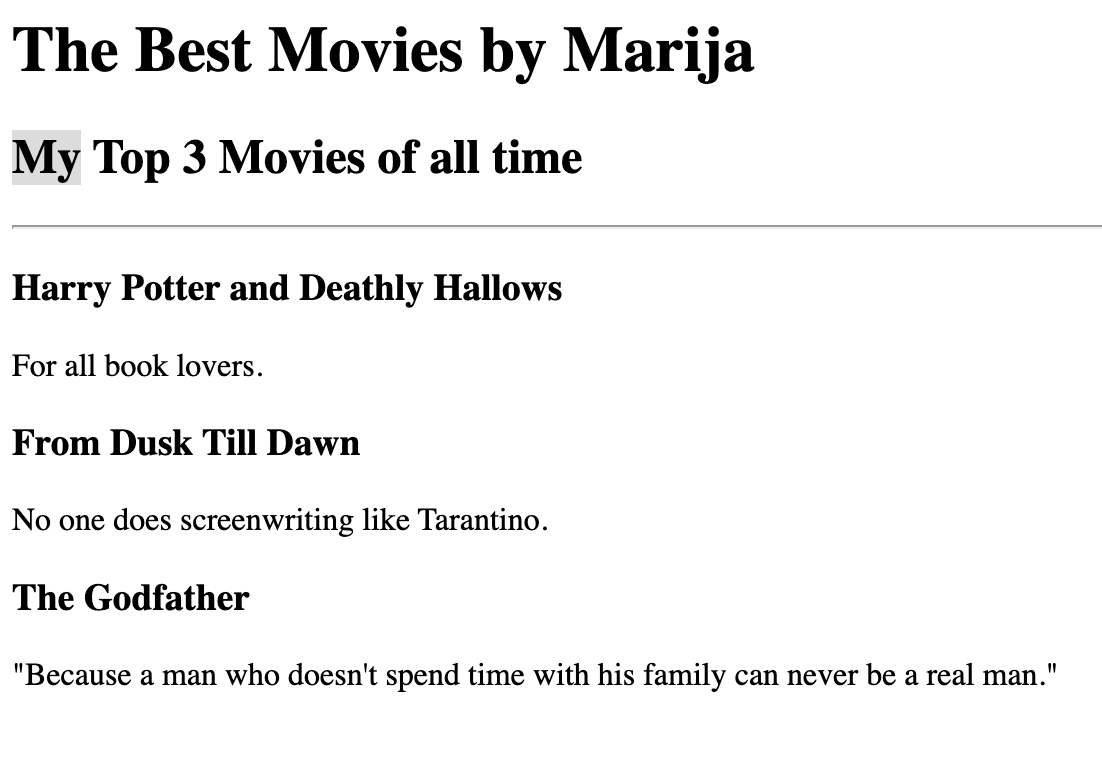 The Best Movies by Marija
My Top 3 Movies of all time
Harry Potter and Deathly Hallows
For all book lovers.
From Dusk Till Dawn
No one does screenwriting like Tarantino.
The Godfather
"Because a man who doesn't spend time with his family can never be a real man."